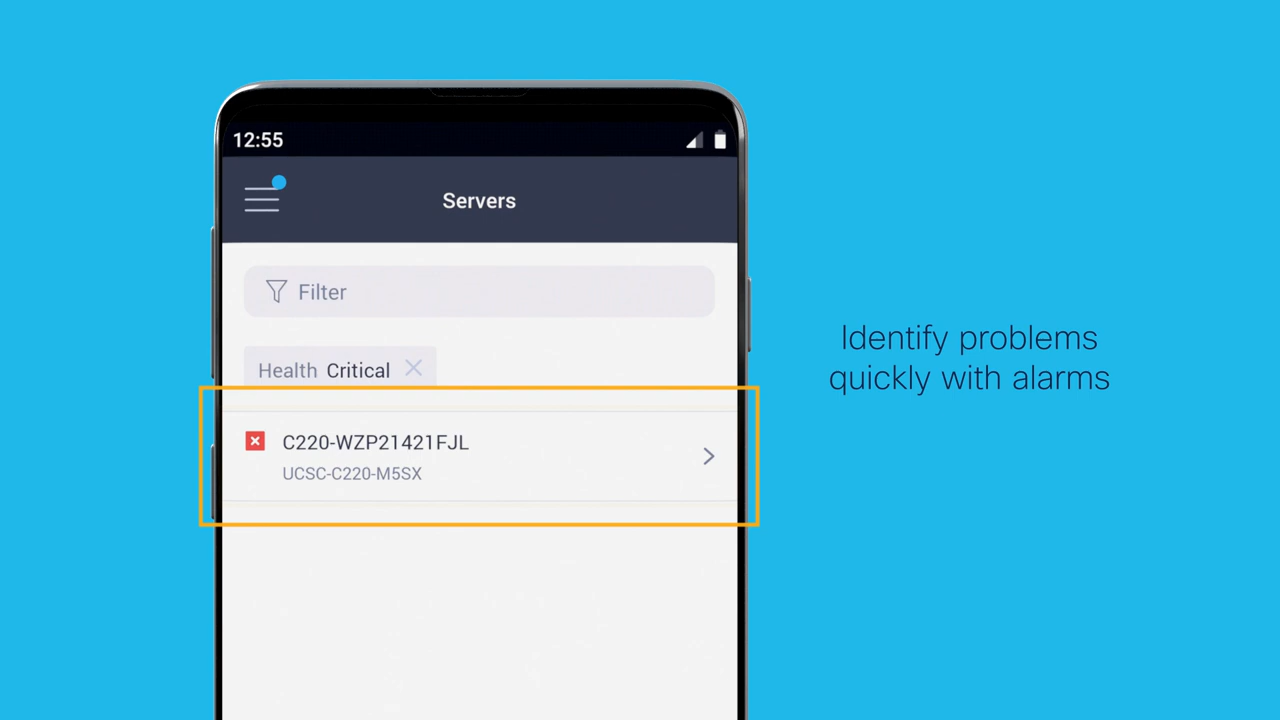 12:55
Servers
Filter
Health Critical
C220-WZP21421FJL
UCSC-C220-M5SX
Identify problems
quickly with alarms